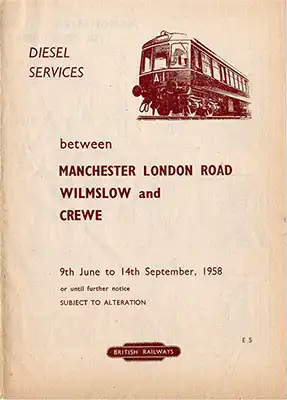 DIESEL
SERVICES
A1
between
MANCHESTER LONDON ROAD
WILMSLOW and
CREWE
9th June to 14th September, 1958
or until further notice
SUBJECT TO ALTERATION
E 5
BRITISH RAILWAYS